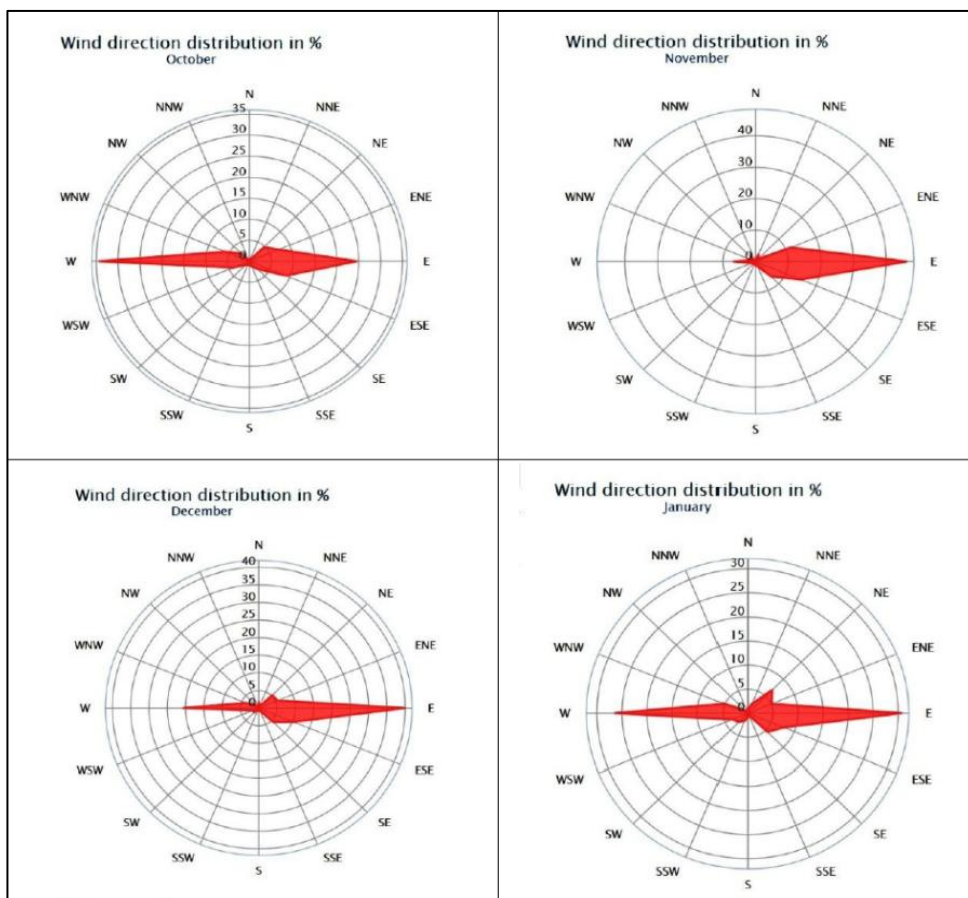 Wind direction distribution in %
October
N
NNW NNE
NW NE
WNW ENE
W E
WSW ESE
SW SE
SSW SSE
S
35
30
25
20
15
10
5
0
Wind direction distribution in %
November
N
NNW NNE
NW NE
WNW ENE
W E
WSW ESE
SW SE
SSW SSE
S
40
30
20
10
0
Wind direction distribution in %
December
N
NNW NNE
NW NE
WNW ENE
W E
WSW ESE
SW SE
SSW SSE
S
40
35
30
25
20
15
10
5
0
Wind direction distribution in %
January
N
NNW NNE
NW NE
WNW ENE
W E
WSW ESE
SW SE
SSW SSE
S
30
25
20
15
10
5
0